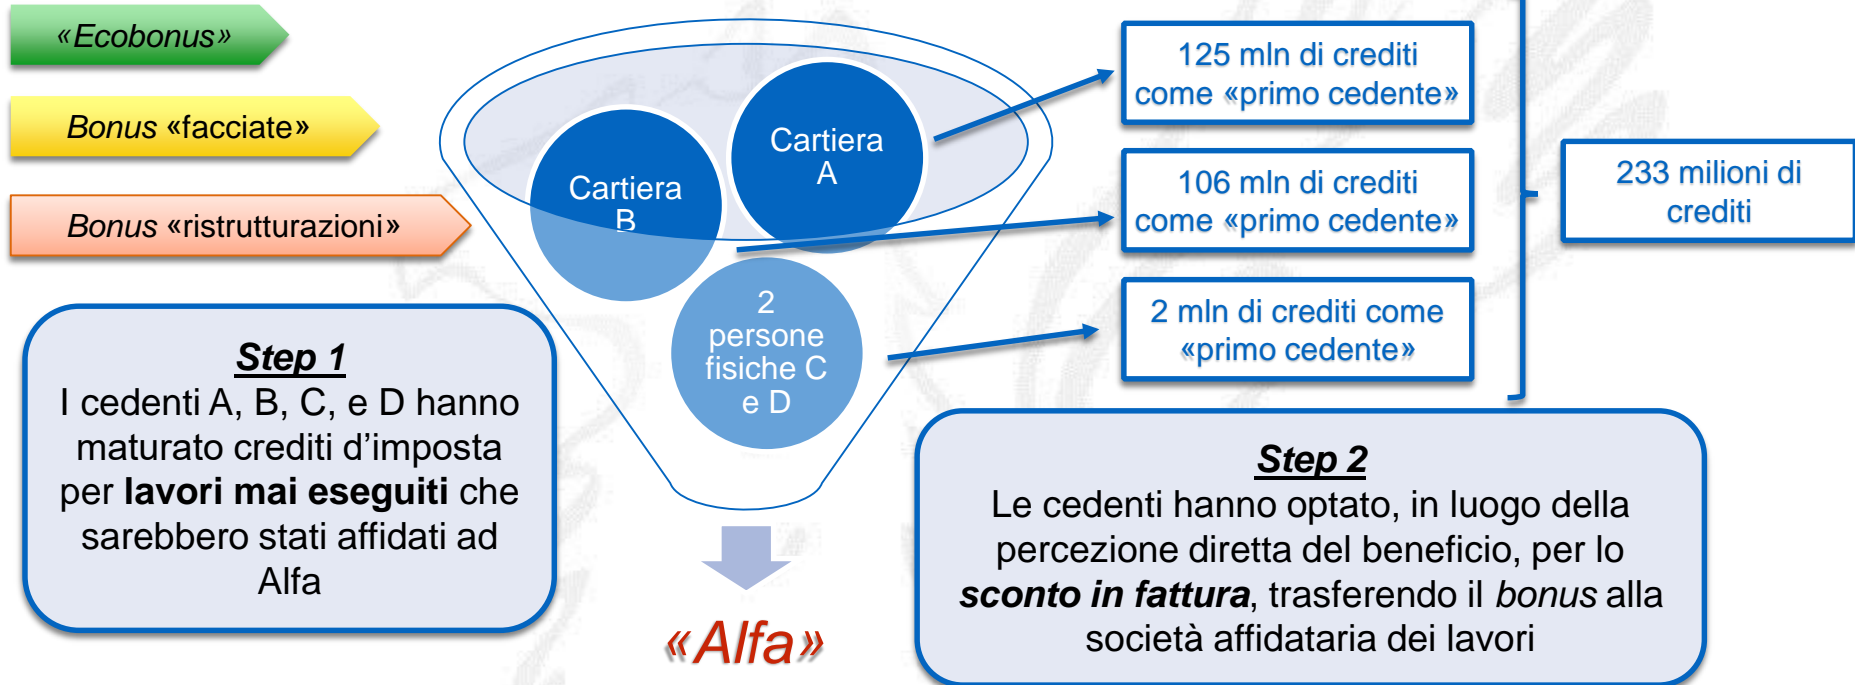 «Ecobonus»
Bonus «facciate»
Bonus «ristrutturazioni»
Cartiera
A
Cartiera
B
2
persone
fisiche C
e D
125 mln di crediti
come «primo cedente»
106 mln di crediti
come «primo cedente»
2 mln di crediti come
«primo cedente»
233 milioni di
crediti
Step 1
I cedenti A, B, C, e D hanno
maturato crediti d’imposta
per lavori mai eseguiti che
sarebbero stati affidati ad
Alfa
«Alfa»
Step 2
Le cedenti hanno optato, in luogo della
percezione diretta del beneficio, per lo
sconto in fattura, trasferendo il bonus alla
società affidataria dei lavori